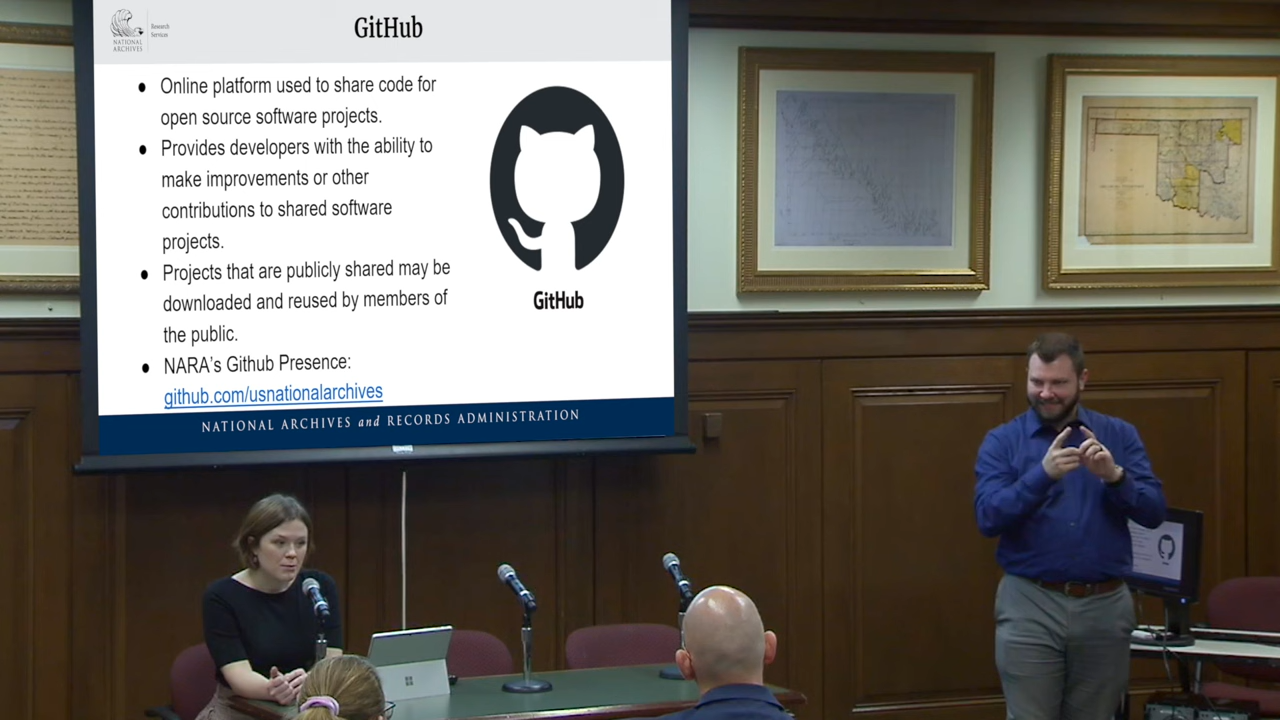 NATIONAL
ARCHIVES
Research
Services
GitHub
● Online platform used to share code for
open source software projects.
● Provides developers with the ability to
make improvements or other
contributions to shared software
projects.
● Projects that are publicly shared may be
downloaded and reused by members of
the public.
● NARA's Github Presence:
github.com/usnationalarchives
GitHub
NATIONAL ARCHIVES and RECORDS ADMINISTRATION